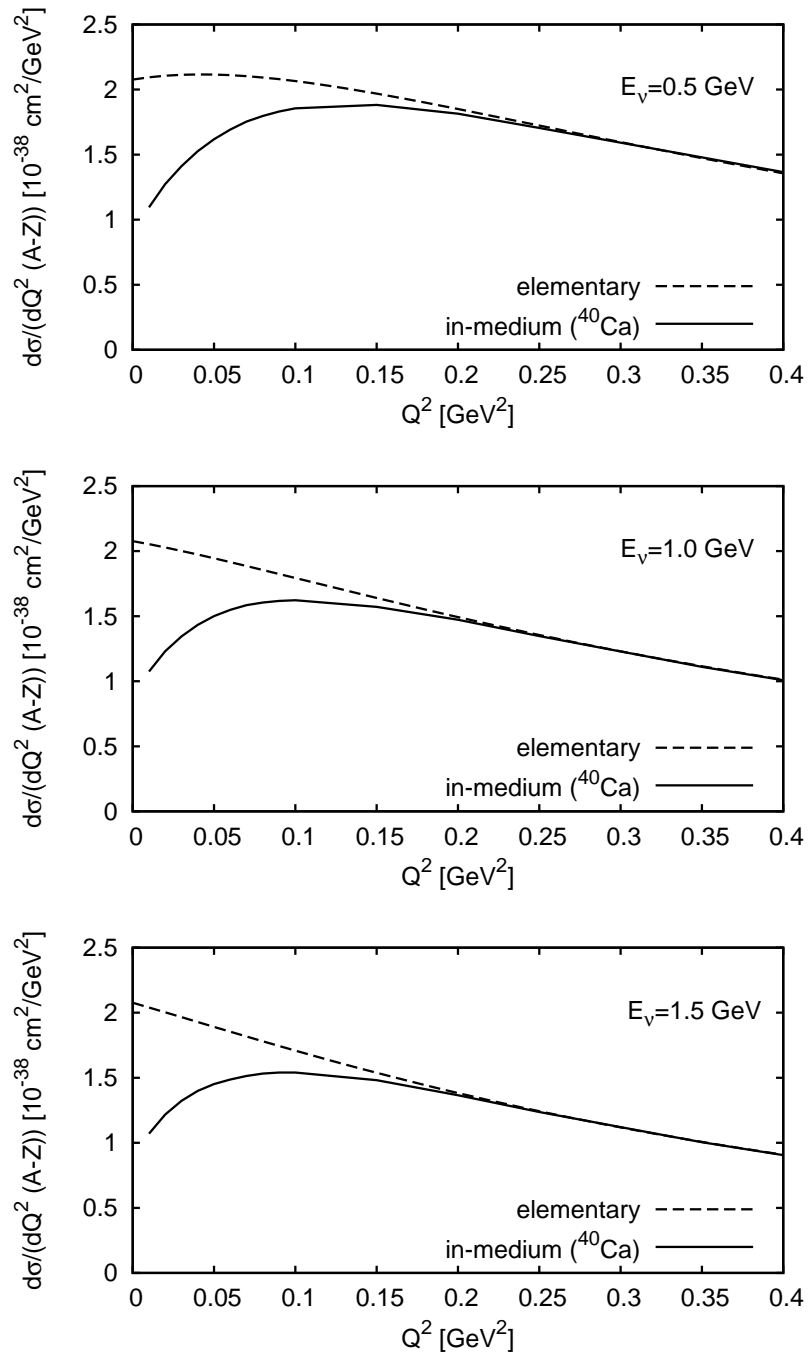 2.5
2
1.5
1
0.5
0
dσ/(dQ² (A-Z)) [10⁻³⁸ cm²/GeV²]
E_ν=0.5 GeV
elementary
in-medium (⁴⁰Ca)
0 0.05 0.1 0.15 0.2 0.25 0.3 0.35 0.4
Q² [GeV²]
2.5
2
1.5
1
0.5
0
dσ/(dQ² (A-Z)) [10⁻³⁸ cm²/GeV²]
E_ν=1.0 GeV
elementary
in-medium (⁴⁰Ca)
0 0.05 0.1 0.15 0.2 0.25 0.3 0.35 0.4
Q² [GeV²]
2.5
2
1.5
1
0.5
0
dσ/(dQ² (A-Z)) [10⁻³⁸ cm²/GeV²]
E_ν=1.5 GeV
elementary
in-medium (⁴⁰Ca)
0 0.05 0.1 0.15 0.2 0.25 0.3 0.35 0.4
Q² [GeV²]